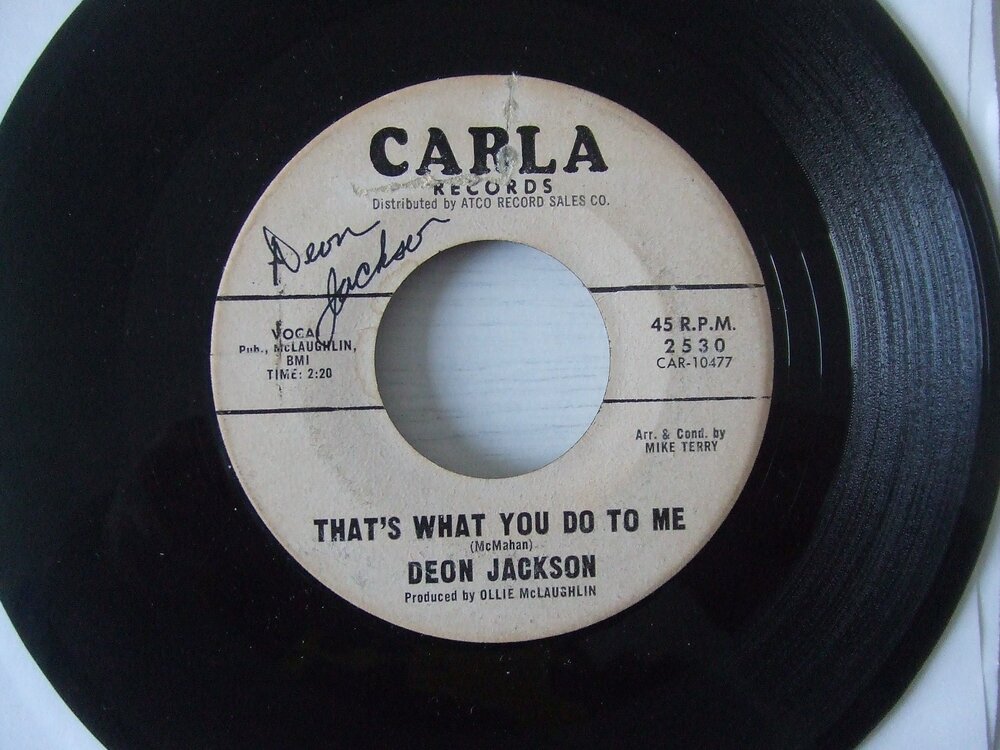 CARLA
RECORDS
Distributed by ATCO RECORD SALES CO.
Deon
Jackson
VOCAL
Pub., McLAUGHLIN,
BMI
TIME: 2:20
45 R.P.M.
2530
CAR-10477
Arr. & Cond. by
MIKE TERRY
THAT'S WHAT YOU DO TO ME
(McMahan)
DEON JACKSON
Produced by OLLIE McLAUGHLIN